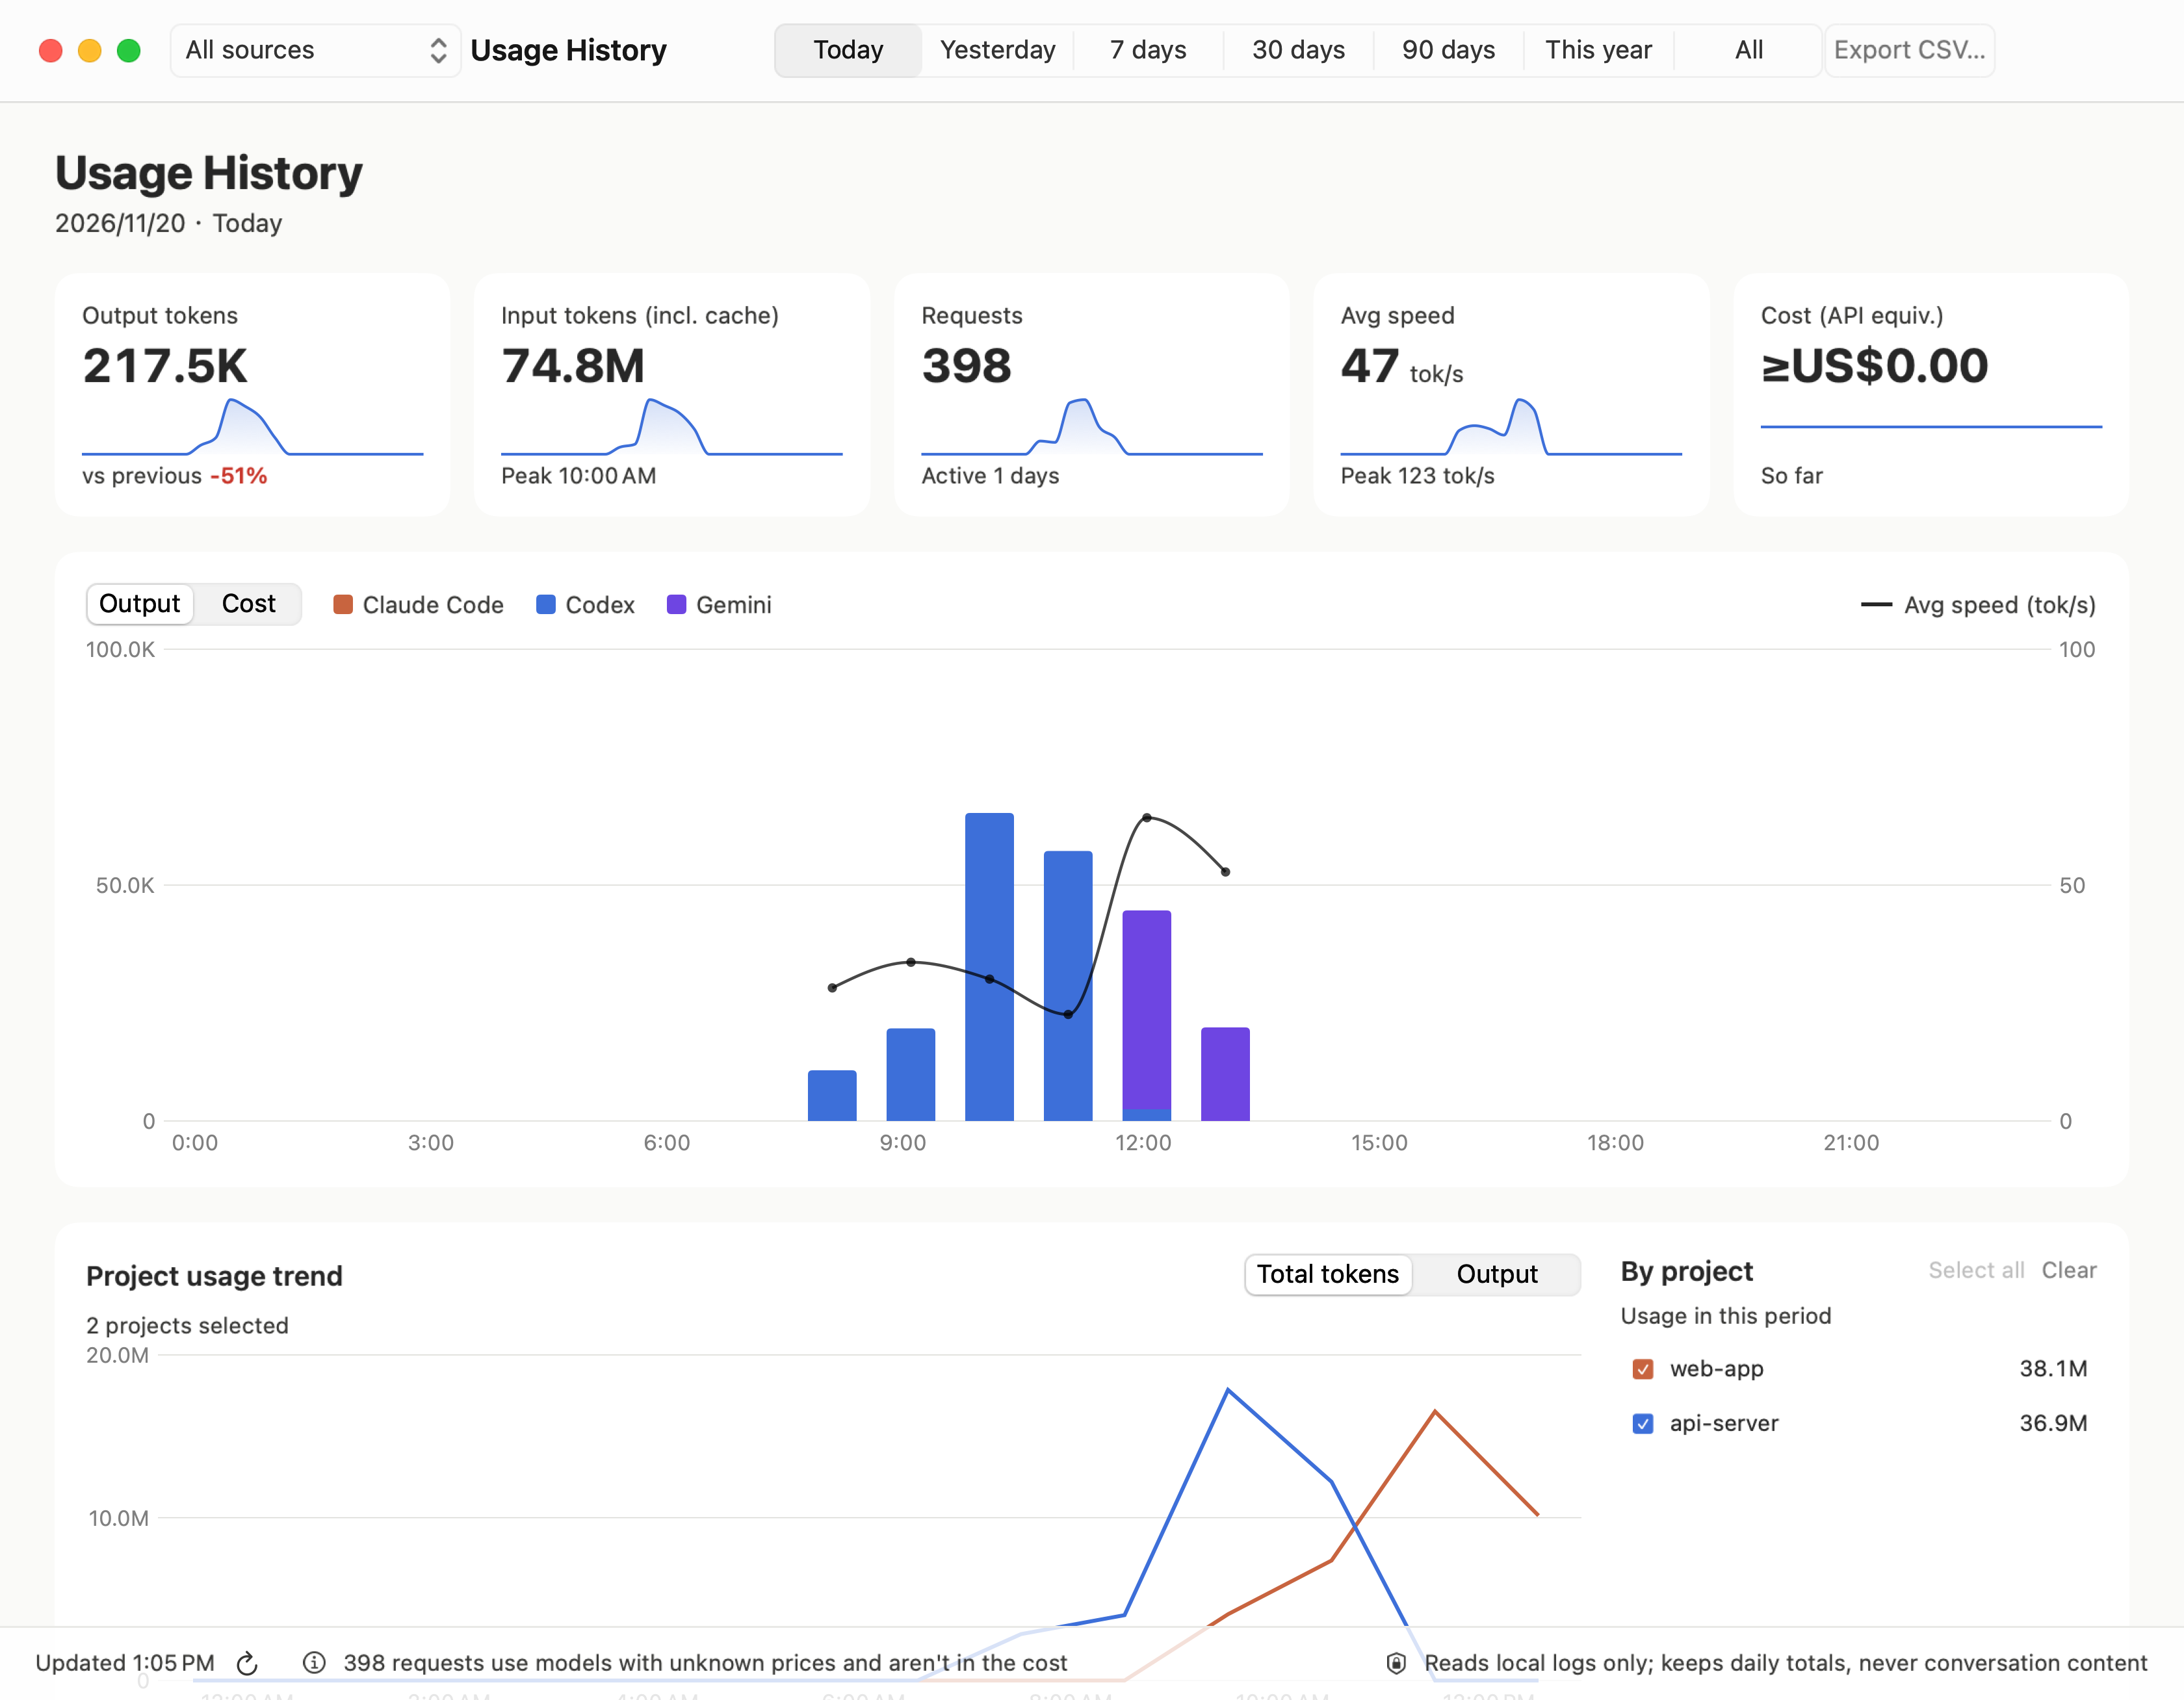 All sources
Usage History
Today
Yesterday
7 days
30 days
90 days
This year
All
Export CSV...
Usage History
2026/11/20 · Today
Output tokens
217.5K
vs previous -51%
Input tokens (incl. cache)
74.8M
Peak 10:00 AM
Requests
398
Active 1 days
Avg speed
47 tok/s
Peak 123 tok/s
Cost (API equiv.)
≥US$0.00
So far
Output
Cost
Claude Code
Codex
Gemini
Avg speed (tok/s)
100.0K
100
50.0K
50
0
0
0:00
3:00
6:00
9:00
12:00
15:00
18:00
21:00
Project usage trend
Total tokens
Output
2 projects selected
20.0M
10.0M
0
By project
Select all
Clear
Usage in this period
web-app
38.1M
api-server
36.9M
Updated 1:05 PM
398 requests use models with unknown prices and aren't in the cost
Reads local logs only; keeps daily totals, never conversation content